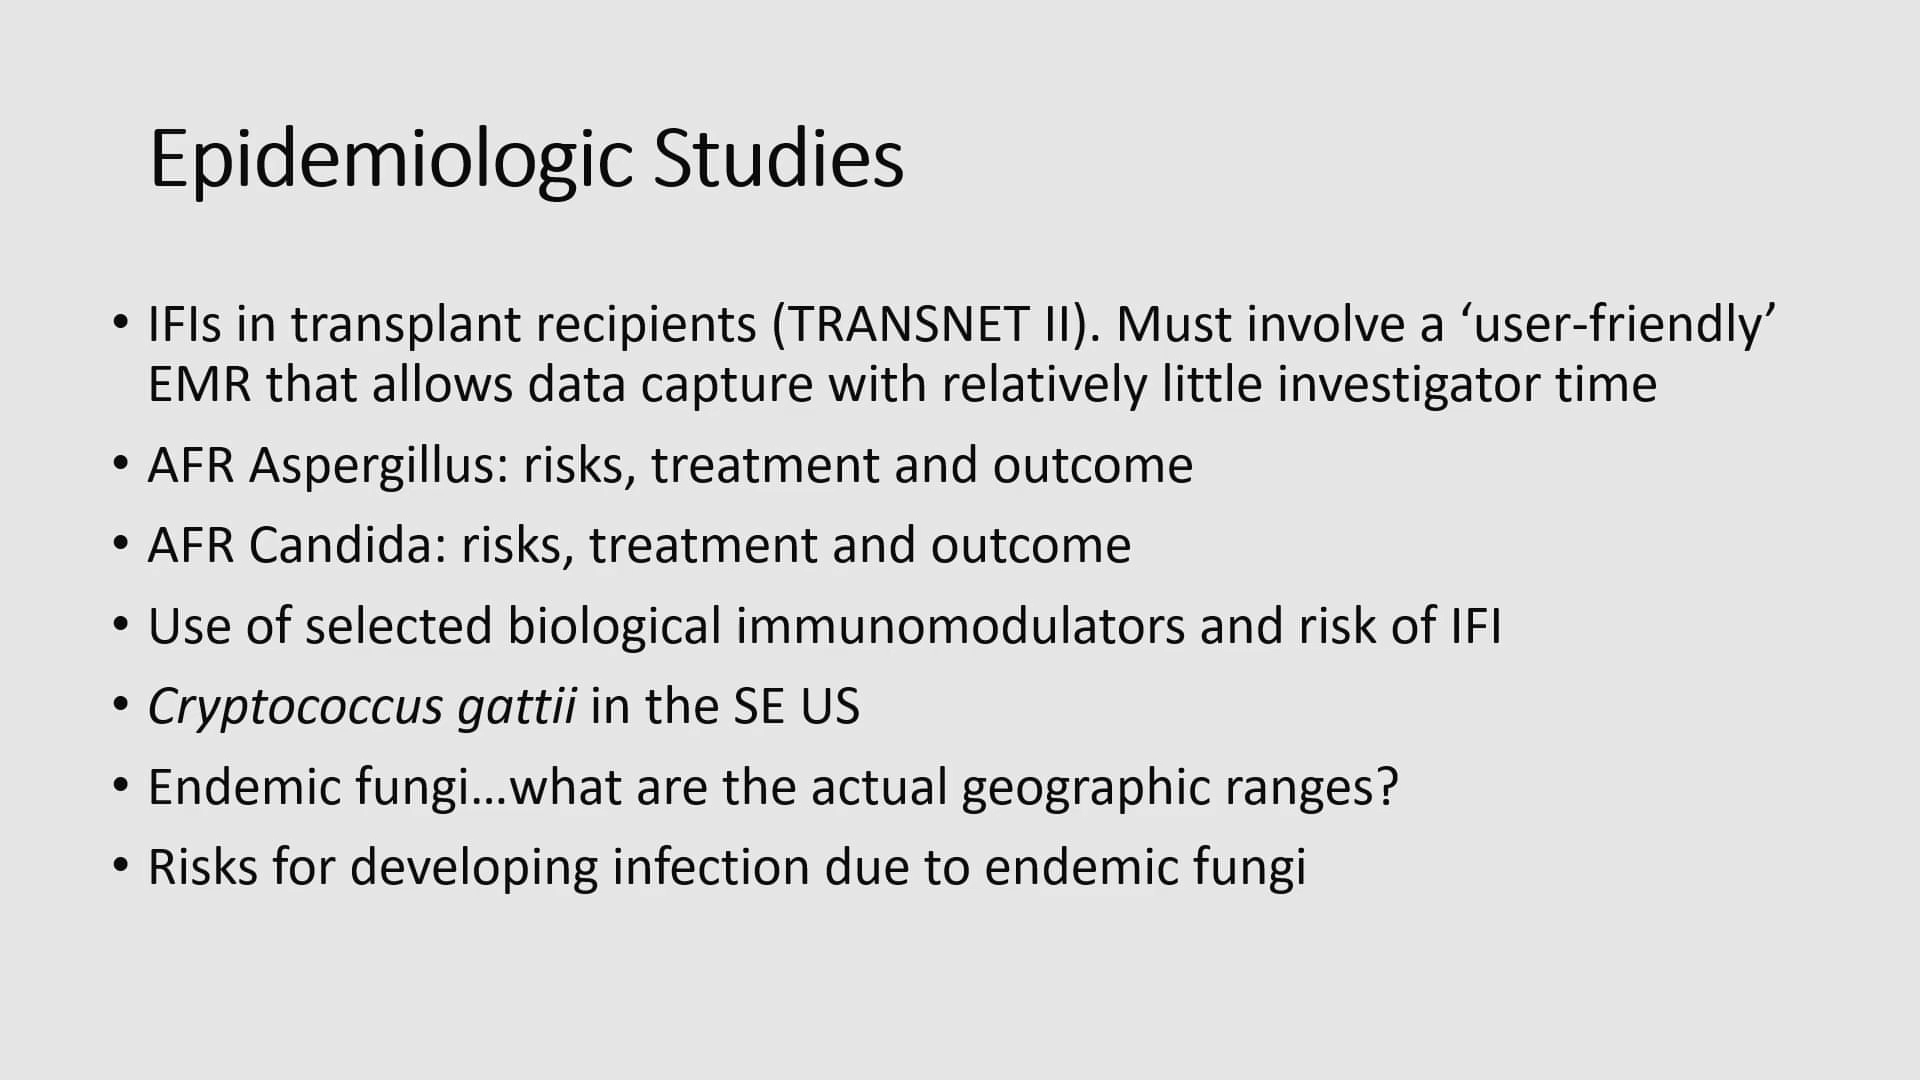 Epidemiologic Studies
• IFIs in transplant recipients (TRANSNET II). Must involve a ‘user-friendly’
EMR that allows data capture with relatively little investigator time
• AFR Aspergillus: risks, treatment and outcome
• AFR Candida: risks, treatment and outcome
• Use of selected biological immunomodulators and risk of IFI
• Cryptococcus gattii in the SE US
• Endemic fungi…what are the actual geographic ranges?
• Risks for developing infection due to endemic fungi